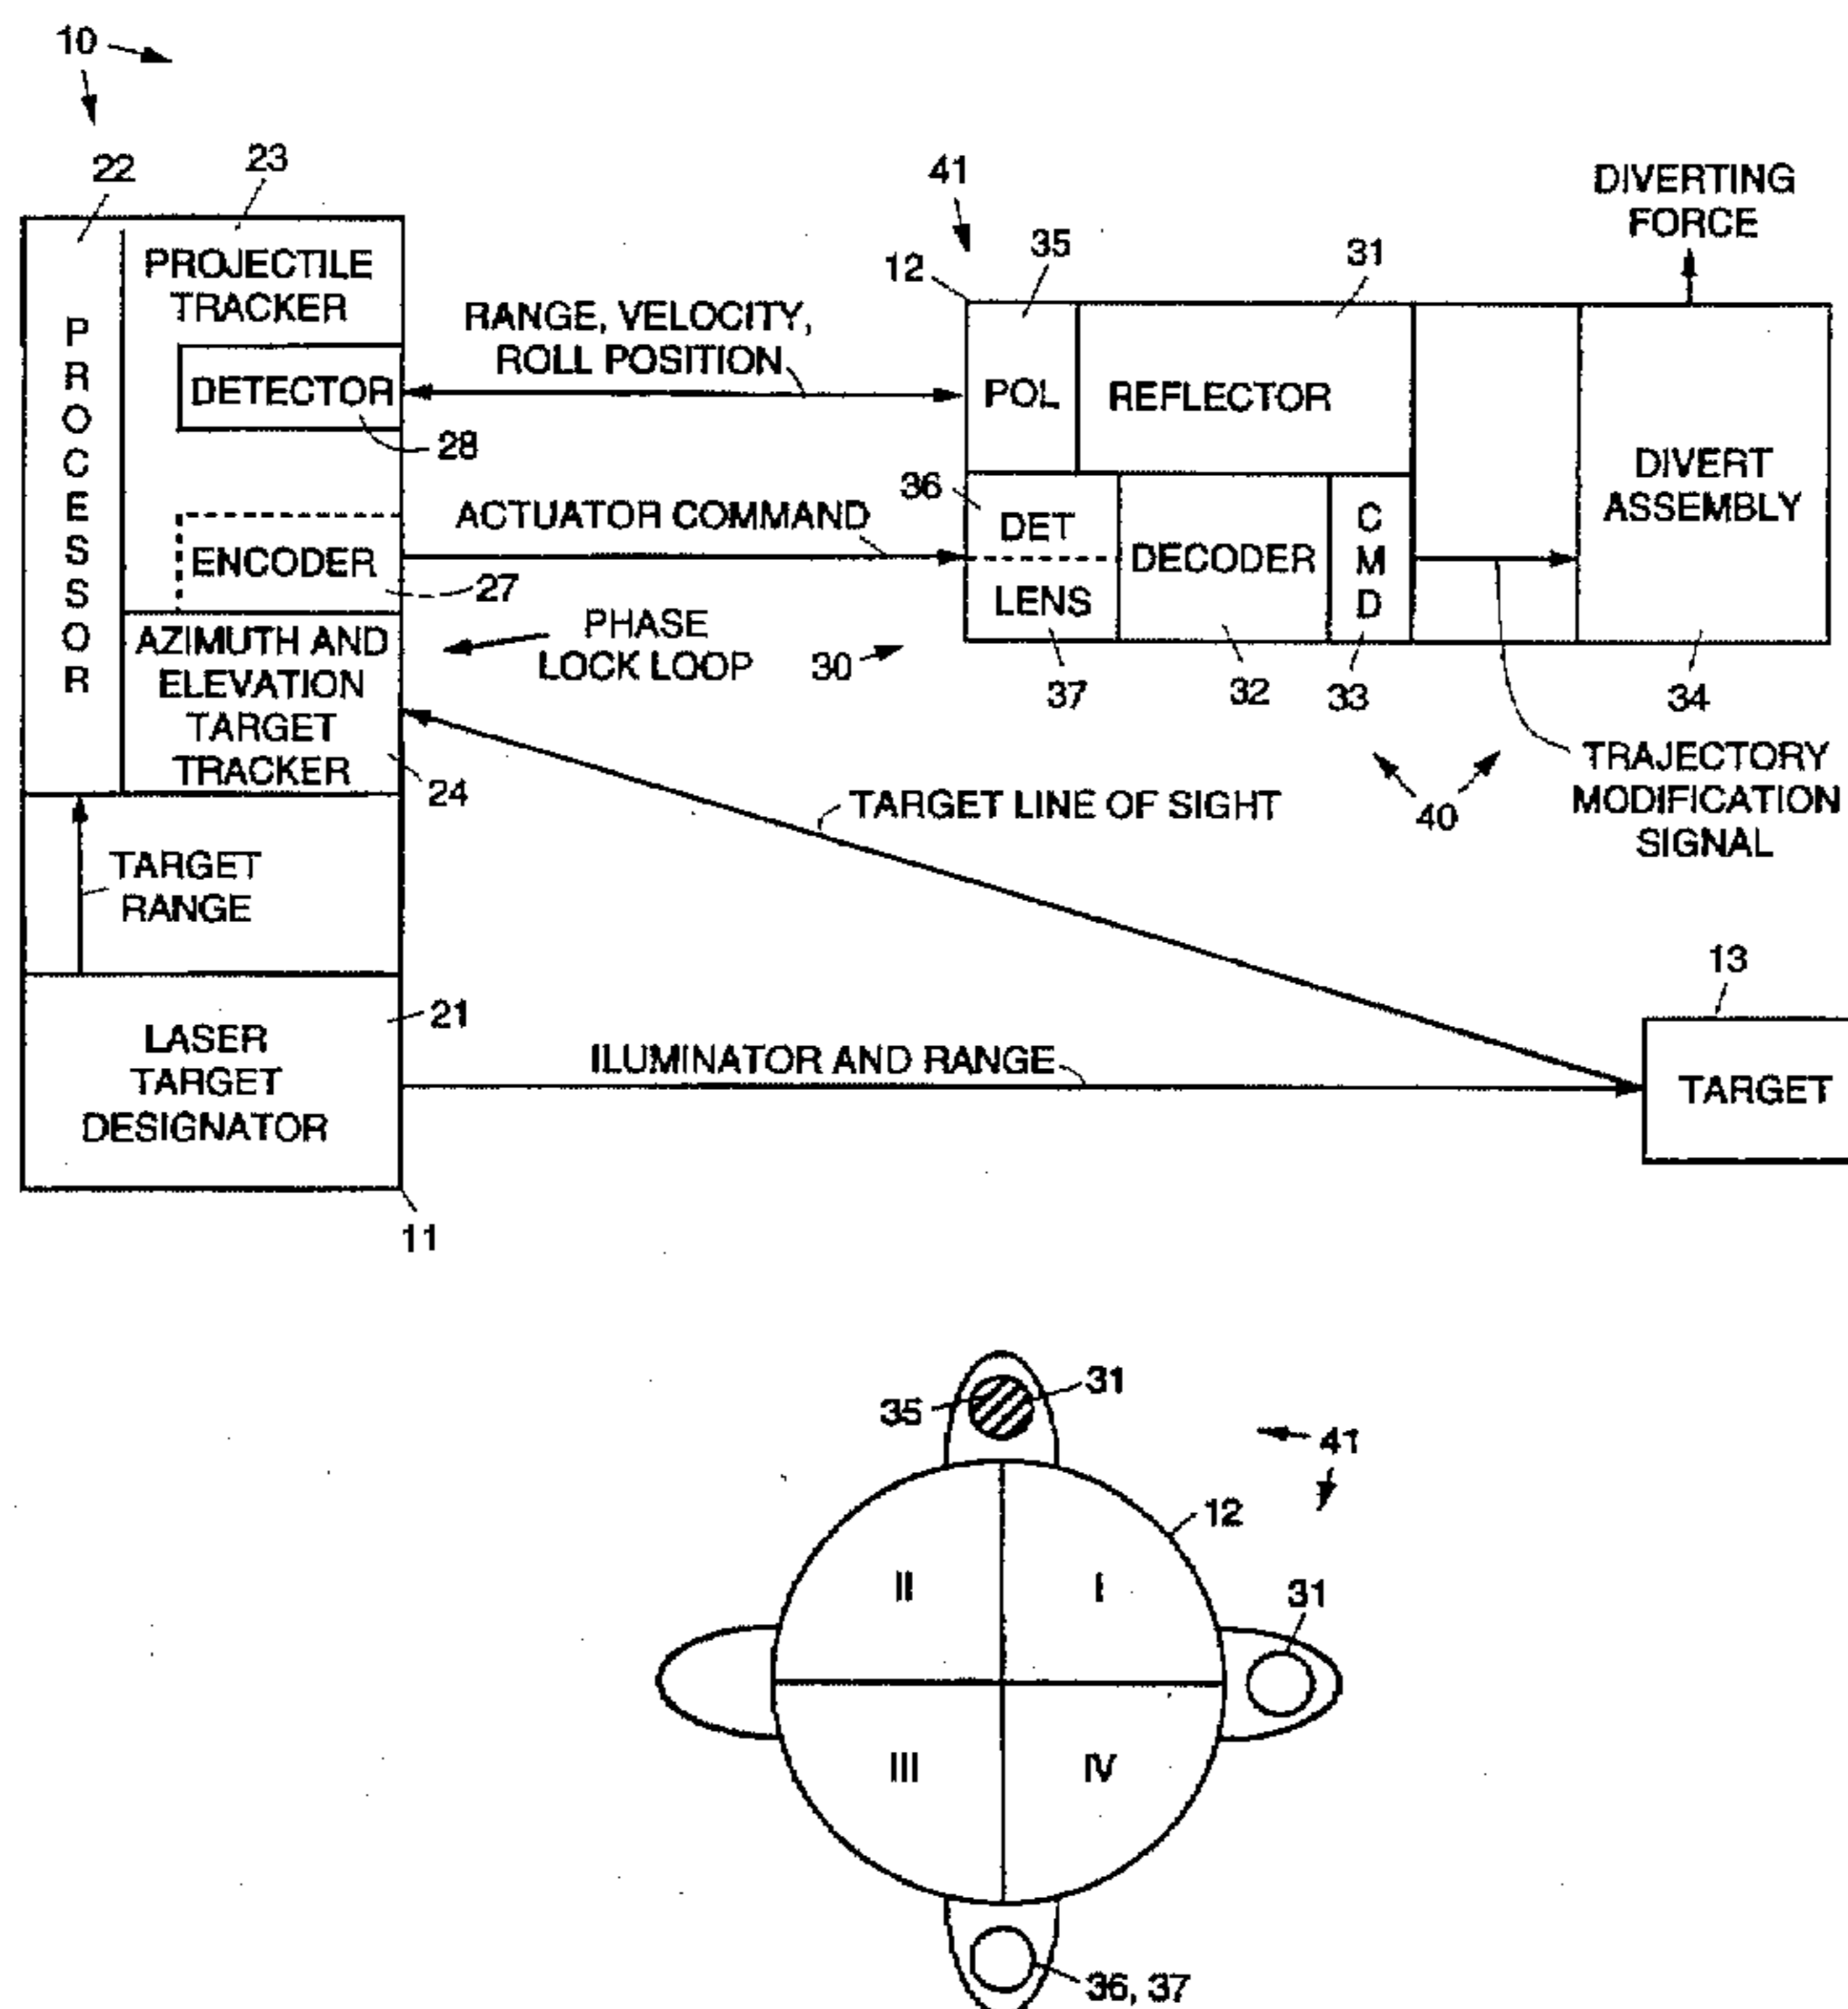 10
22
23
41
DIVERTING
FORCE
PROJECTILE
TRACKER
12
35
31
PROCESSOR
RANGE, VELOCITY,
ROLL POSITION
DETECTOR
28
POL
REFLECTOR
DIVERT
ASSEMBLY
36
ACTUATOR COMMAND
ENCODER
27
DET
LENS
DECODER
CMD
AZIMUTH AND
ELEVATION
TARGET
TRACKER
24
PHASE
LOCK LOOP
30
37
32
33
34
40
TRAJECTORY
MODIFICATION
SIGNAL
TARGET LINE OF SIGHT
TARGET
RANGE
13
21
LASER
TARGET
DESIGNATOR
ILUMINATOR AND RANGE
TARGET
11
35
31
41
12
II
I
31
III
IV
36, 37